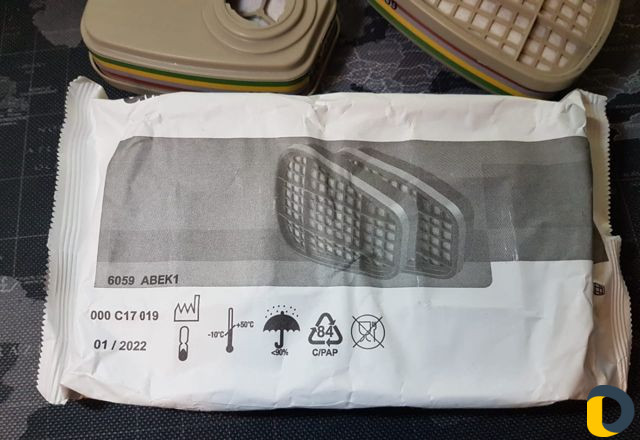 6059 ABEK1
000 C17 019
-10°C +50°C
01 / 2022
<90%
84
C/PAP